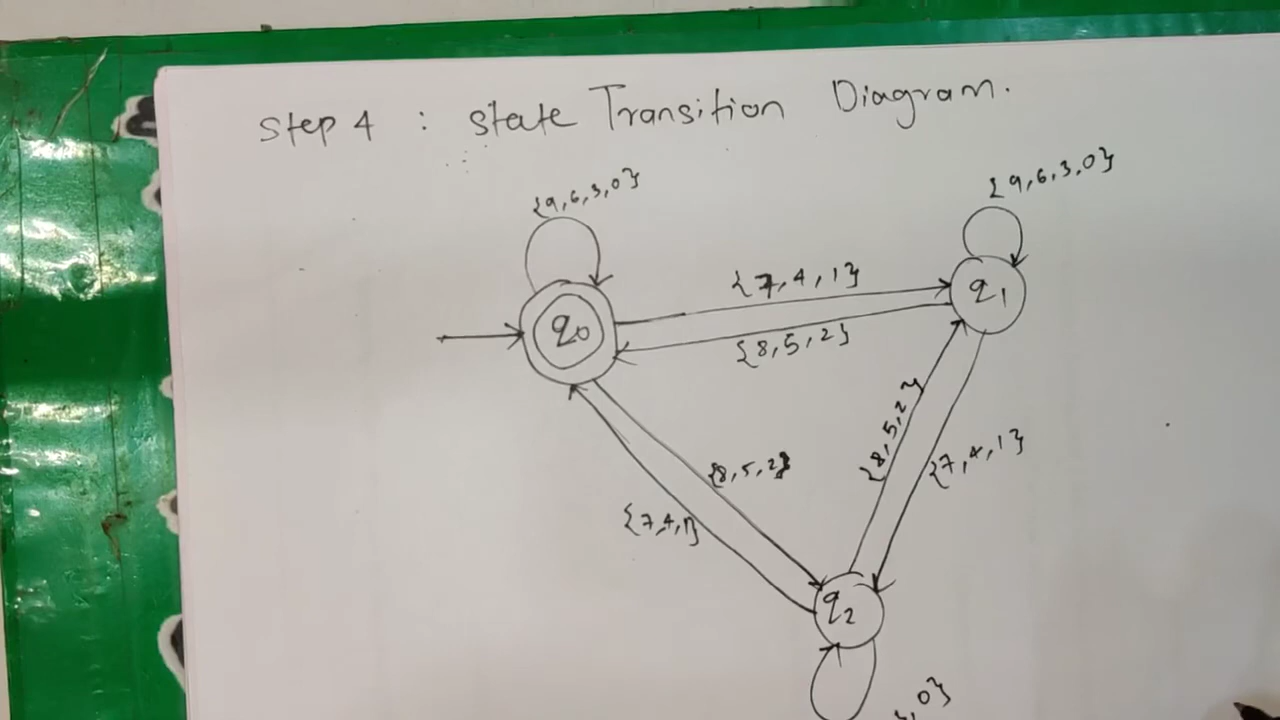 Step 4 : State Transition Diagram.
{9,6,3,0}
{9,6,3,0}
{7,4,1}
q0
q1
{8,5,2}
{8,5,2}
{7,4,1}
{8,5,2}
{7,4,1}
q2
,0}